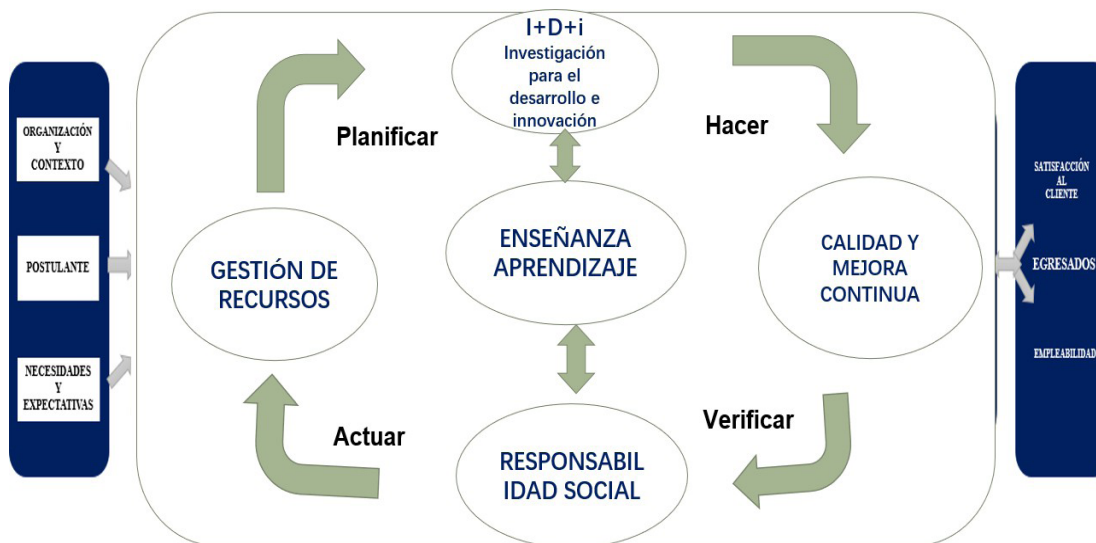 ORGANIZACIÓN
Y
CONTEXTO
POSTULANTE
NECESIDADES
Y
EXPECTATIVAS
I+D+i
Investigación
para el
desarrollo e
innovación
Planificar
Hacer
GESTIÓN DE
RECURSOS
ENSEÑANZA
APRENDIZAJE
CALIDAD Y
MEJORA
CONTINUA
Actuar
Verificar
RESPONSABIL
IDAD SOCIAL
SATISFACCIÓN
AL
CLIENTE
EGRESADOS
EMPLEABILIDAD